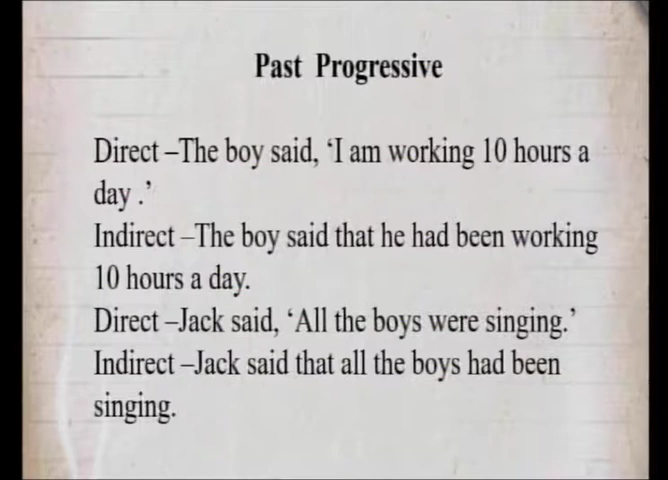 Past Progressive
Direct –The boy said, ‘I am working 10 hours a
day .’
Indirect –The boy said that he had been working
10 hours a day.
Direct –Jack said, ‘All the boys were singing.’
Indirect –Jack said that all the boys had been
singing.